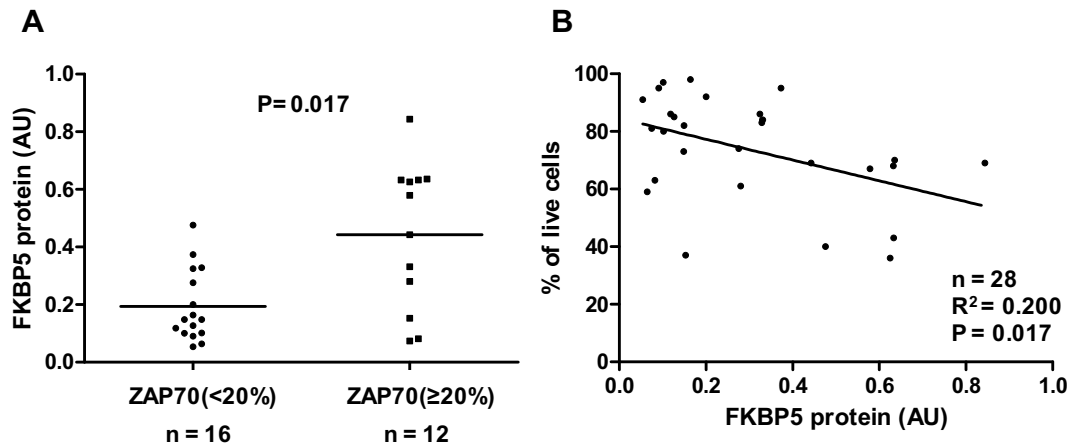 A
FKBP5 protein (AU)
1.0
0.8
0.6
0.4
0.2
0.0
P= 0.017
ZAP70(<20%)
n = 16
ZAP70(≥20%)
n = 12
B
% of live cells
100
80
60
40
20
0
n = 28
R² = 0.200
P = 0.017
0.0 0.2 0.4 0.6 0.8 1.0
FKBP5 protein (AU)